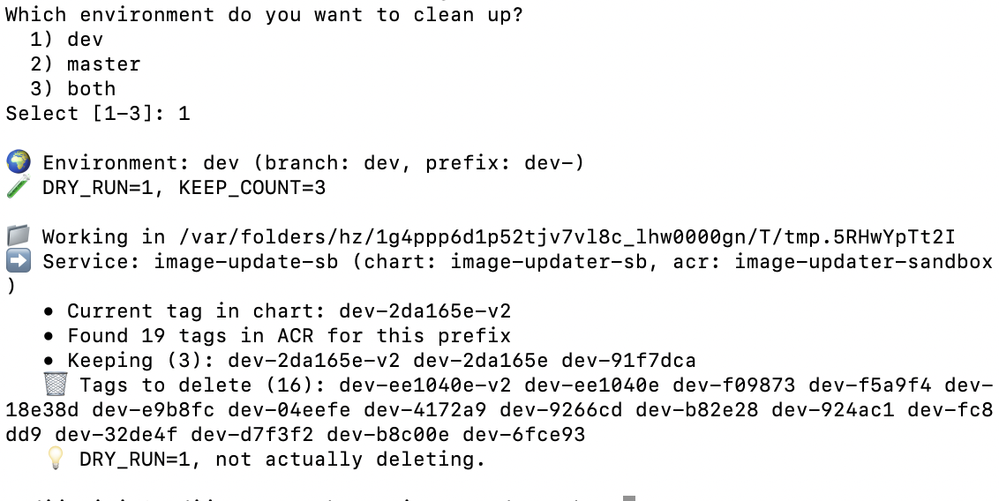 Which environment do you want to clean up?
1) dev
2) master
3) both
Select [1-3]: 1
Environment: dev (branch: dev, prefix: dev-)
DRY_RUN=1, KEEP_COUNT=3
Working in /var/folders/hz/1g4ppp6d1p52tjv7vl8c_lhw0000gn/T/tmp.5RHwYpTt2I
Service: image-update-sb (chart: image-updater-sb, acr: image-updater-sandbox
)
• Current tag in chart: dev-2da165e-v2
• Found 19 tags in ACR for this prefix
• Keeping (3): dev-2da165e-v2 dev-2da165e dev-91f7dca
Tags to delete (16): dev-ee1040e-v2 dev-ee1040e dev-f09873 dev-f5a9f4 dev-
18e38d dev-e9b8fc dev-04eefe dev-4172a9 dev-9266cd dev-b82e28 dev-924ac1 dev-fc8
dd9 dev-32de4f dev-d7f3f2 dev-b8c00e dev-6fce93
DRY_RUN=1, not actually deleting.